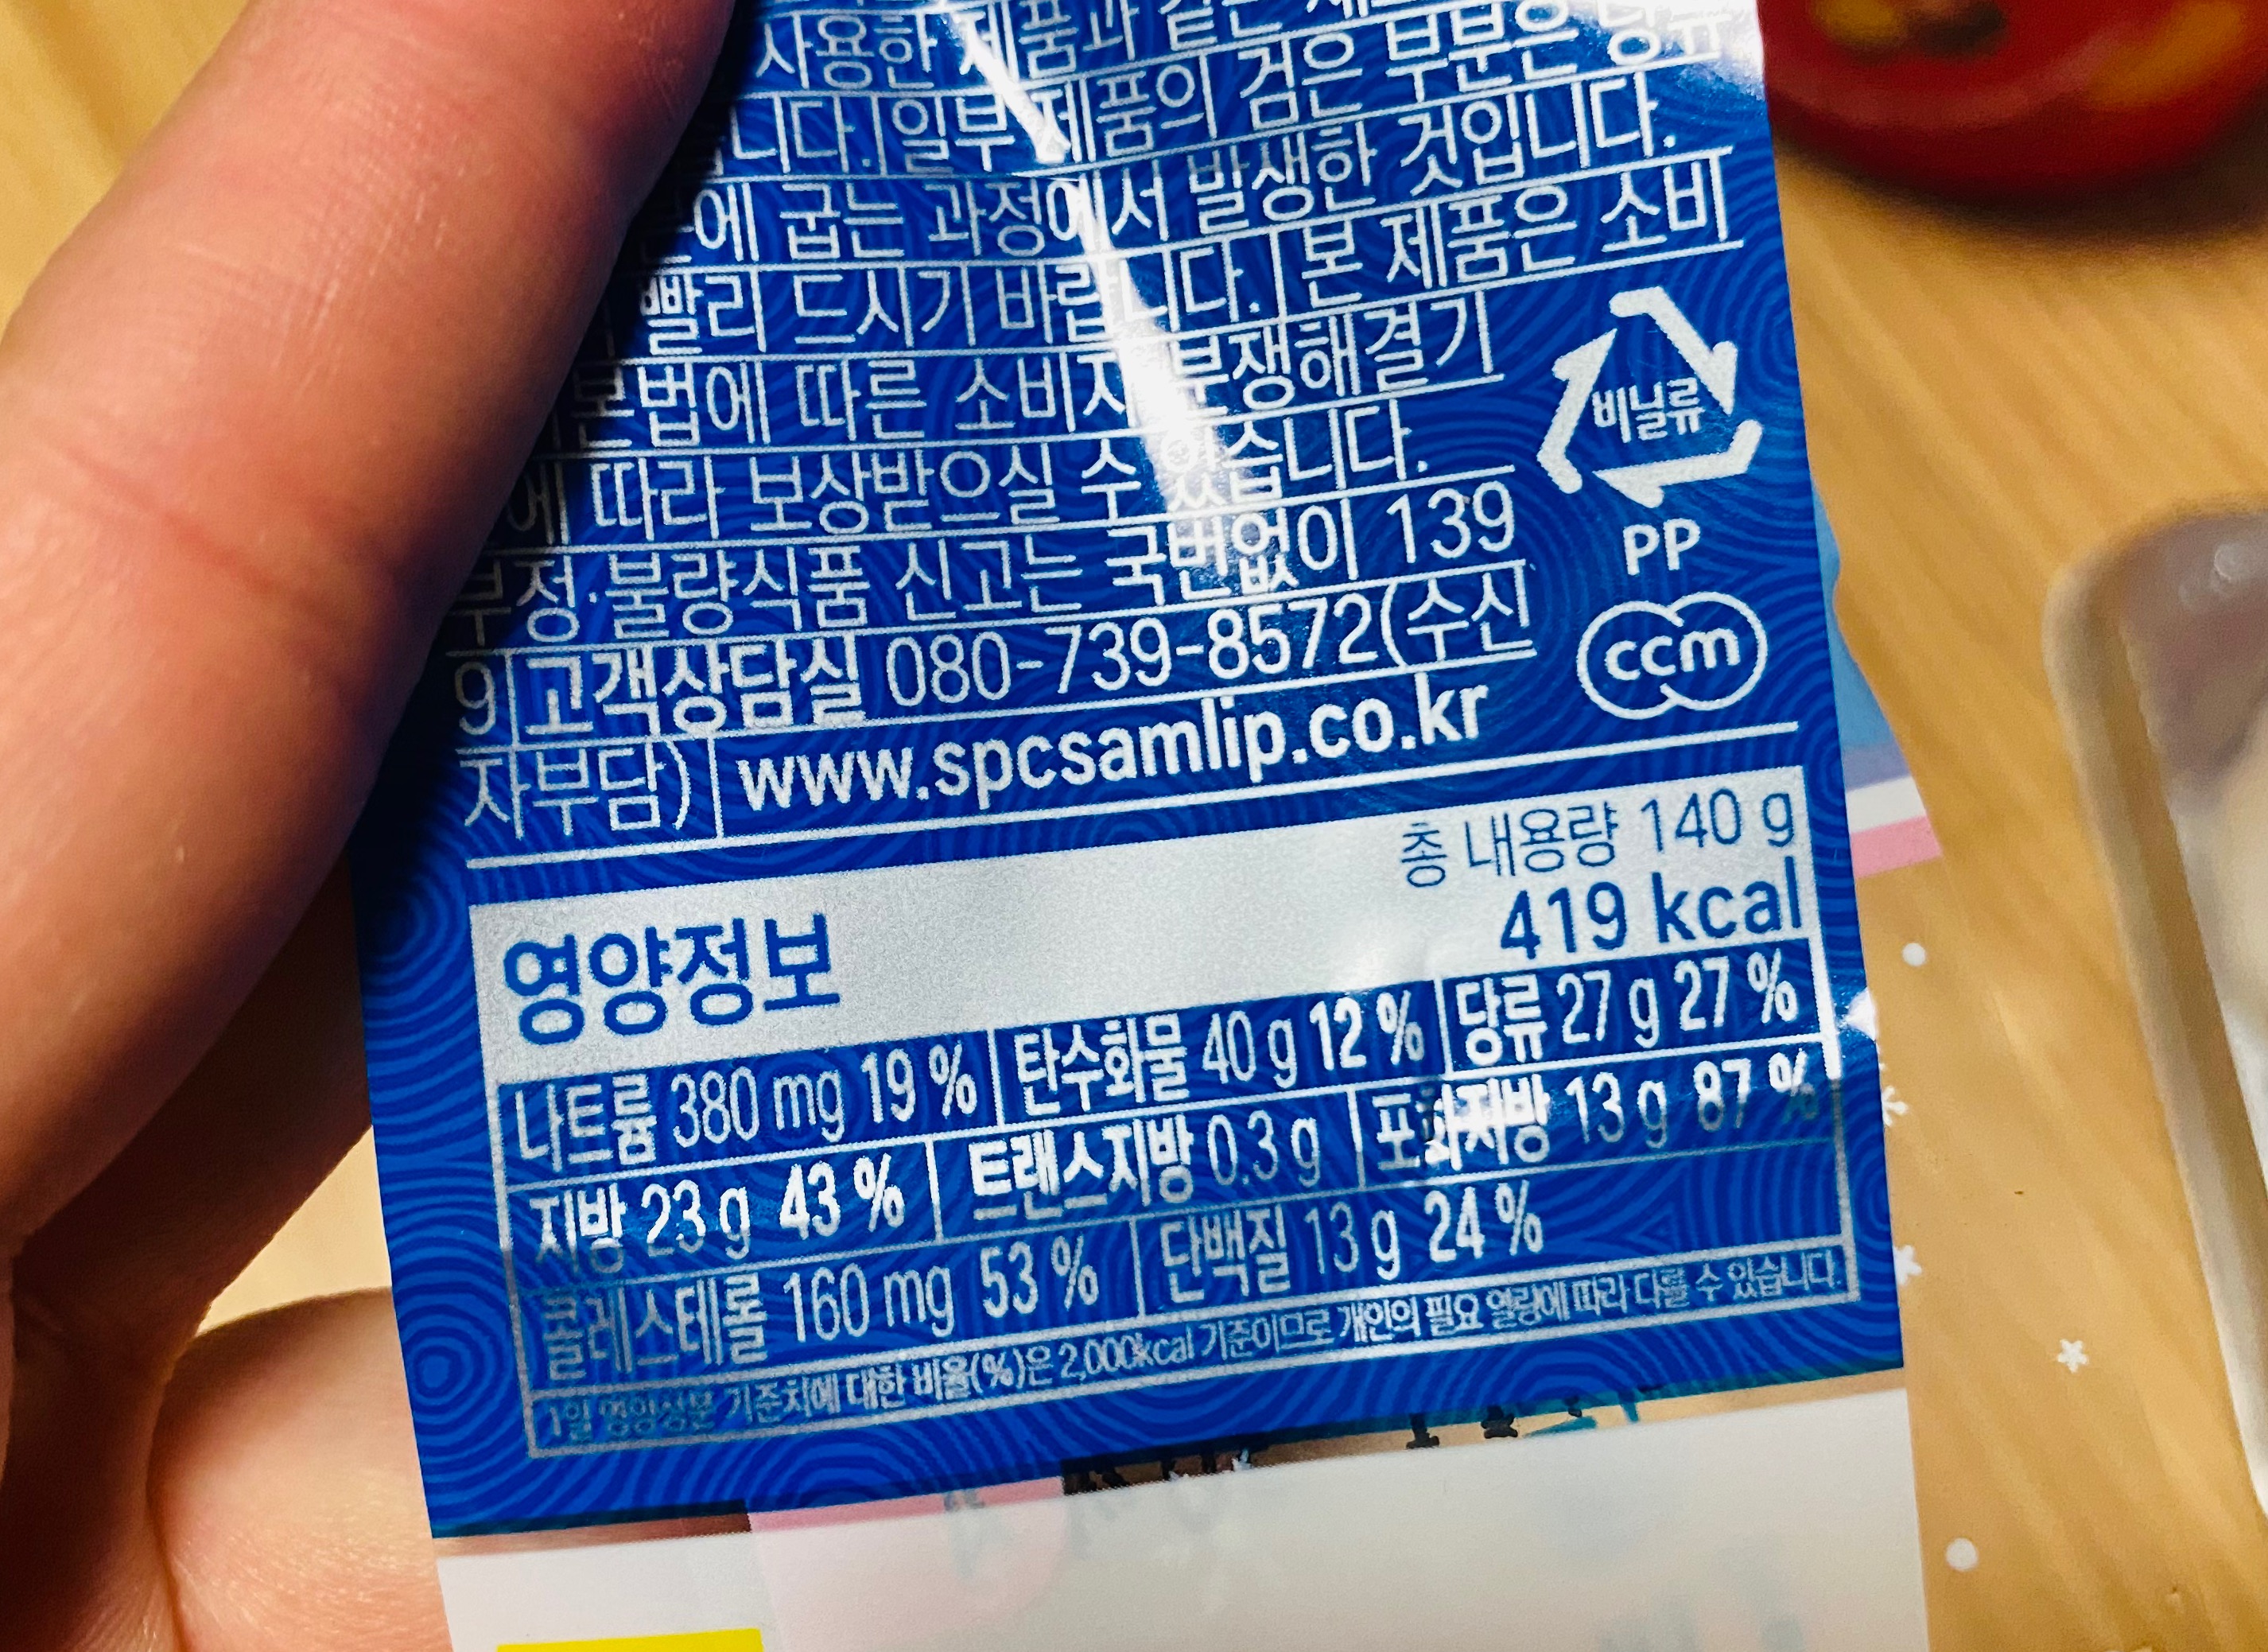 사용한 제품과 같은
니다.|일부 제품의 검은 부분은 당류
에 굽는 과정에서 발생한 것입니다.
빨리 드시기 바랍니다.|본 제품은 소비
본법에 따른 소비자 분쟁해결기
에 따라 보상받으실 수 있습니다.
부정·불량식품 신고는 국번없이 139
9|고객상담실 080-739-8572(수신
자부담)|www.spcsamlip.co.kr
비닐류
PP
ccm
총 내용량 140 g
영양정보 419 kcal
나트륨 380 mg 19 % | 탄수화물 40 g 12 % | 당류 27 g 27 %
지방 23 g 43 % | 트랜스지방 0.3 g | 포화지방 13 g 87 %
콜레스테롤 160 mg 53 % | 단백질 13 g 24 %
1일 영양성분 기준치에 대한 비율(%)은 2,000kcal 기준이므로 개인의 필요 열량에 따라 다를 수 있습니다.